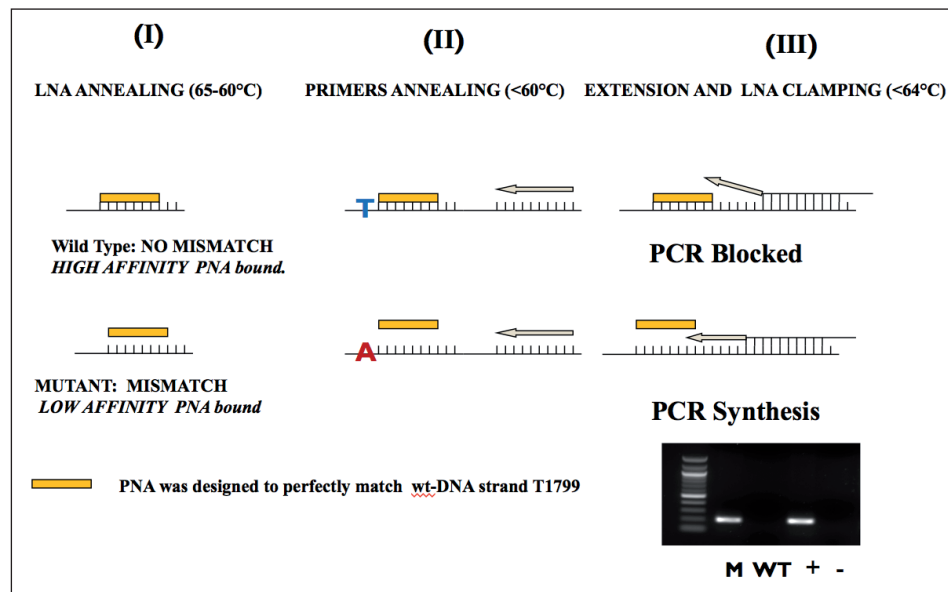 (I)
(II)
(III)
LNA ANNEALING (65-60°C)
PRIMERS ANNEALING (<60°C)
EXTENSION AND LNA CLAMPING (<64°C)
T
Wild Type: NO MISMATCH
HIGH AFFINITY PNA bound.
PCR Blocked
A
MUTANT: MISMATCH
LOW AFFINITY PNA bound
PCR Synthesis
PNA was designed to perfectly match wt-DNA strand T1799
M WT + -